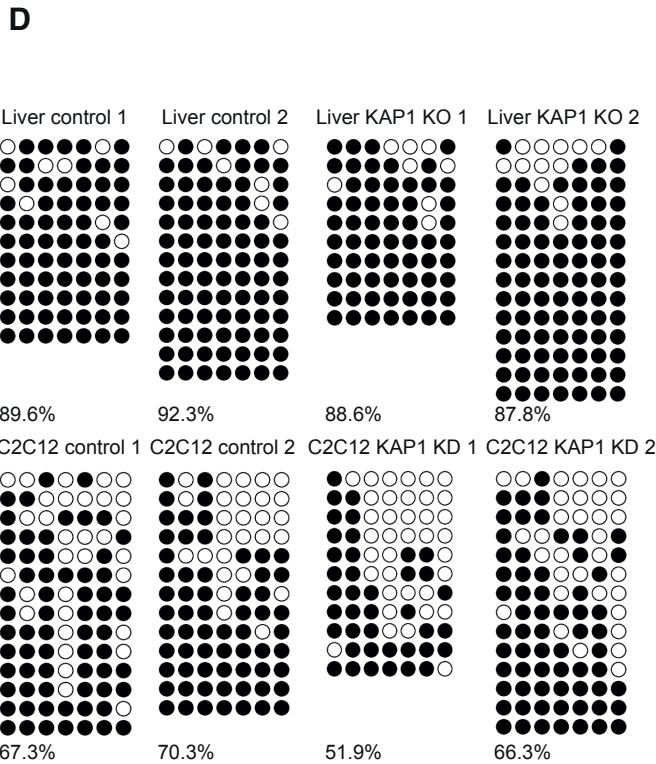 D
Liver control 1 Liver control 2 Liver KAP1 KO 1 Liver KAP1 KO 2
89.6% 92.3% 88.6% 87.8%
C2C12 control 1 C2C12 control 2 C2C12 KAP1 KD 1 C2C12 KAP1 KD 2
67.3% 70.3% 51.9% 66.3%